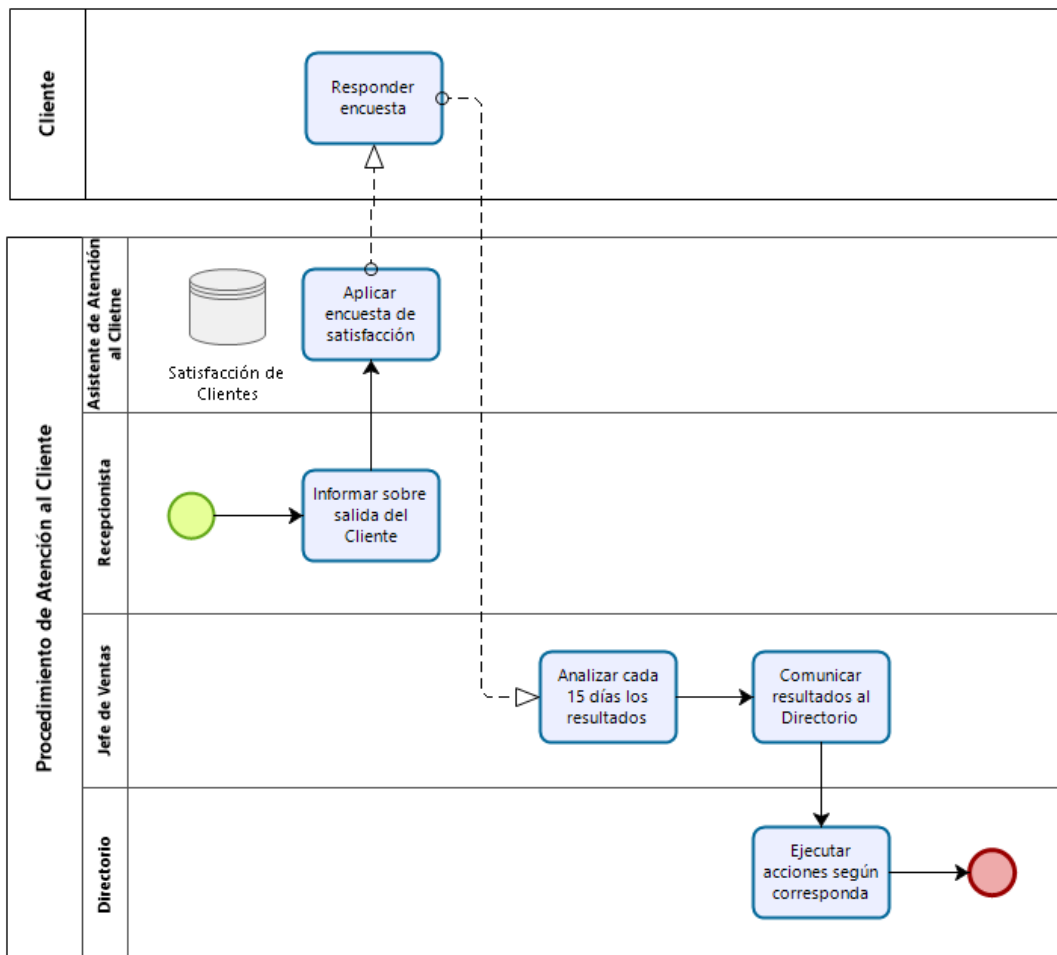 Cliente
Responder
encuesta
Procedimiento de Atención al Cliente
Asistente de Atención
al Clietne
Satisfacción de
Clientes
Aplicar
encuesta de
satisfacción
Recepcionista
Informar sobre
salida del
Cliente
Jefe de Ventas
Analizar cada
15 días los
resultados
Comunicar
resultados al
Directorio
Directorio
Ejecutar
acciones según
corresponda